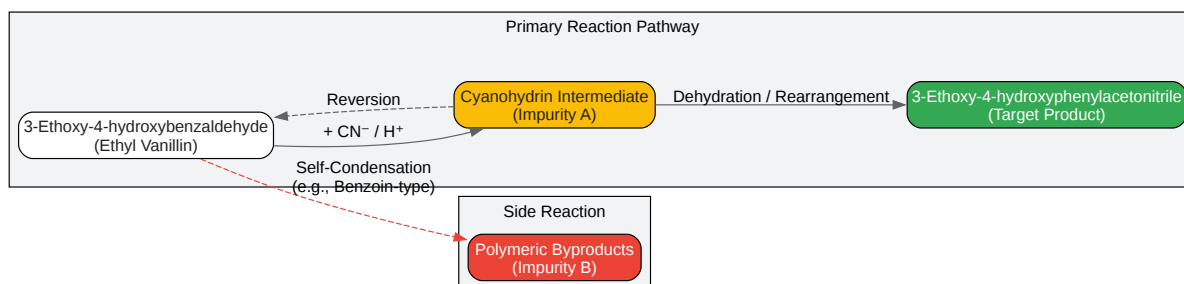 Primary Reaction Pathway
3-Ethoxy-4-hydroxybenzaldehyde
(Ethyl Vanillin)
Reversion
+ CN⁻ / H⁺
Cyanohydrin Intermediate
(Impurity A)
Dehydration / Rearrangement
3-Ethoxy-4-hydroxyphenylacetonitrile
(Target Product)
Self-Condensation
(e.g., Benzoin-type)
Side Reaction
Polymeric Byproducts
(Impurity B)